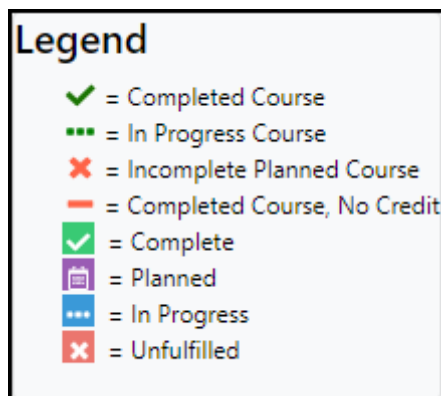 Legend
= Completed Course
= In Progress Course
= Incomplete Planned Course
= Completed Course, No Credit
= Complete
= Planned
= In Progress
= Unfulfilled